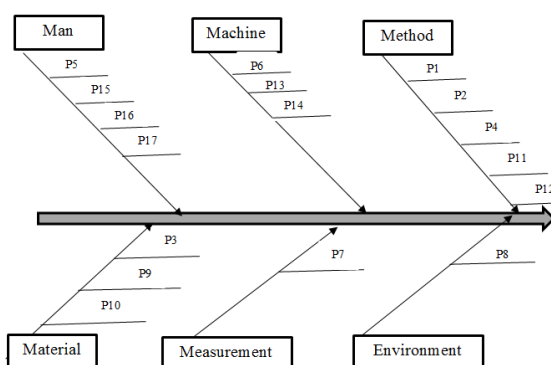 Man
Machine
Method
P5
P15
P16
P17
P6
P13
P14
P1
P2
P4
P11
P12
P3
P9
P10
P7
P8
Material
Measurement
Environment